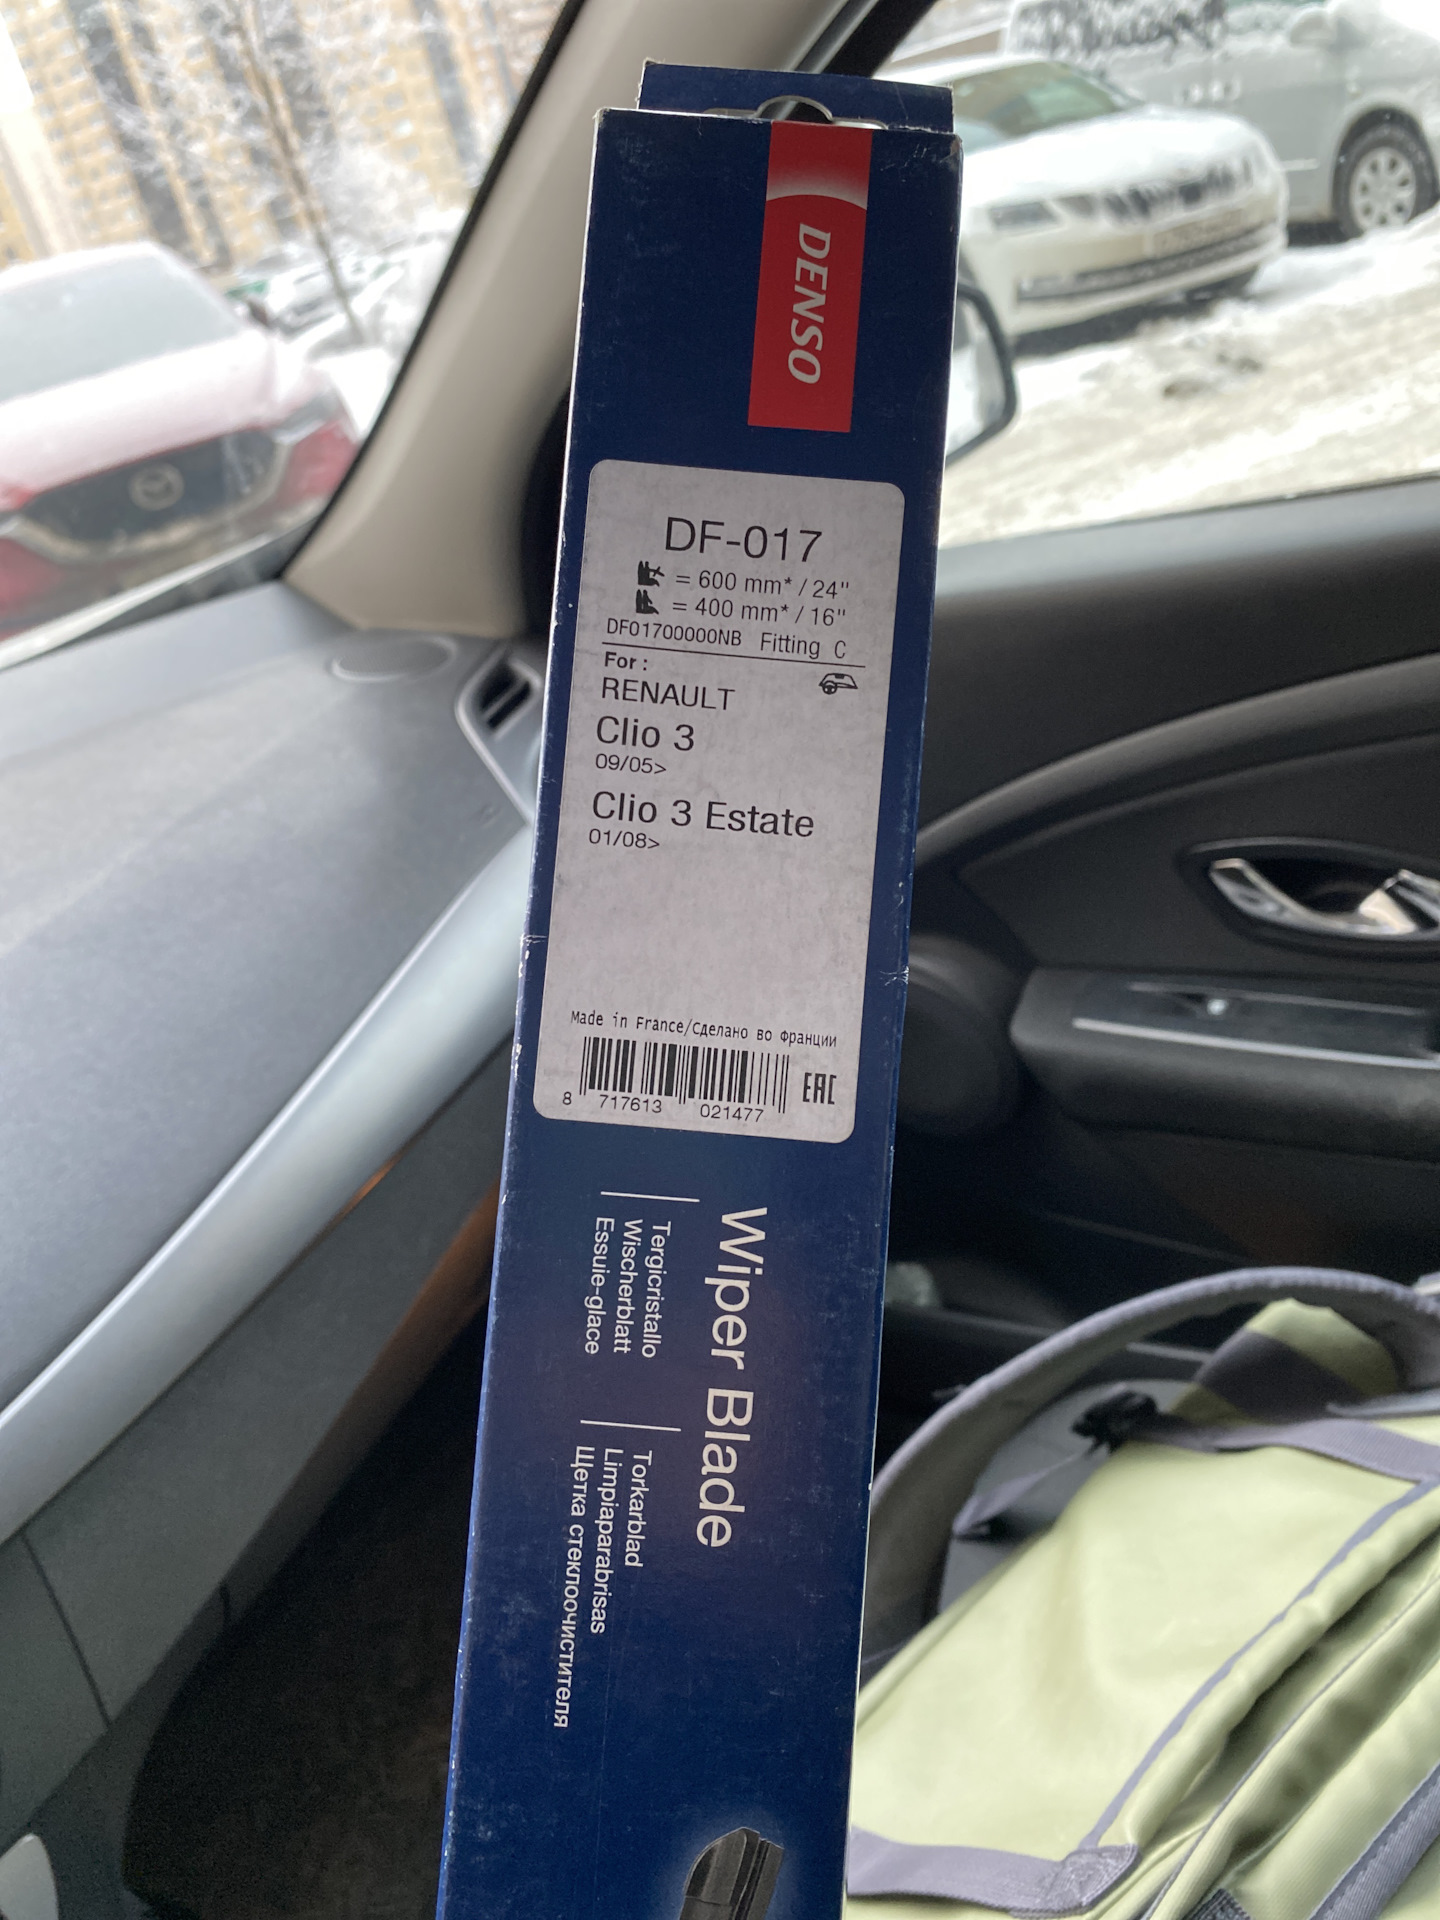 DENSO
DF-017
= 600 mm* / 24"
= 400 mm* / 16"
DF01700000NB Fitting C
For :
RENAULT
Clio 3
09/05>
Clio 3 Estate
01/08>
Made in France/Сделано во франции
8 717613 021477 EAC
Wiper Blade
Tergicristallo
Wischerblatt
Essuie-glace
Torkarblad
Limpiaparabrisas
Щетка стеклоочистителя